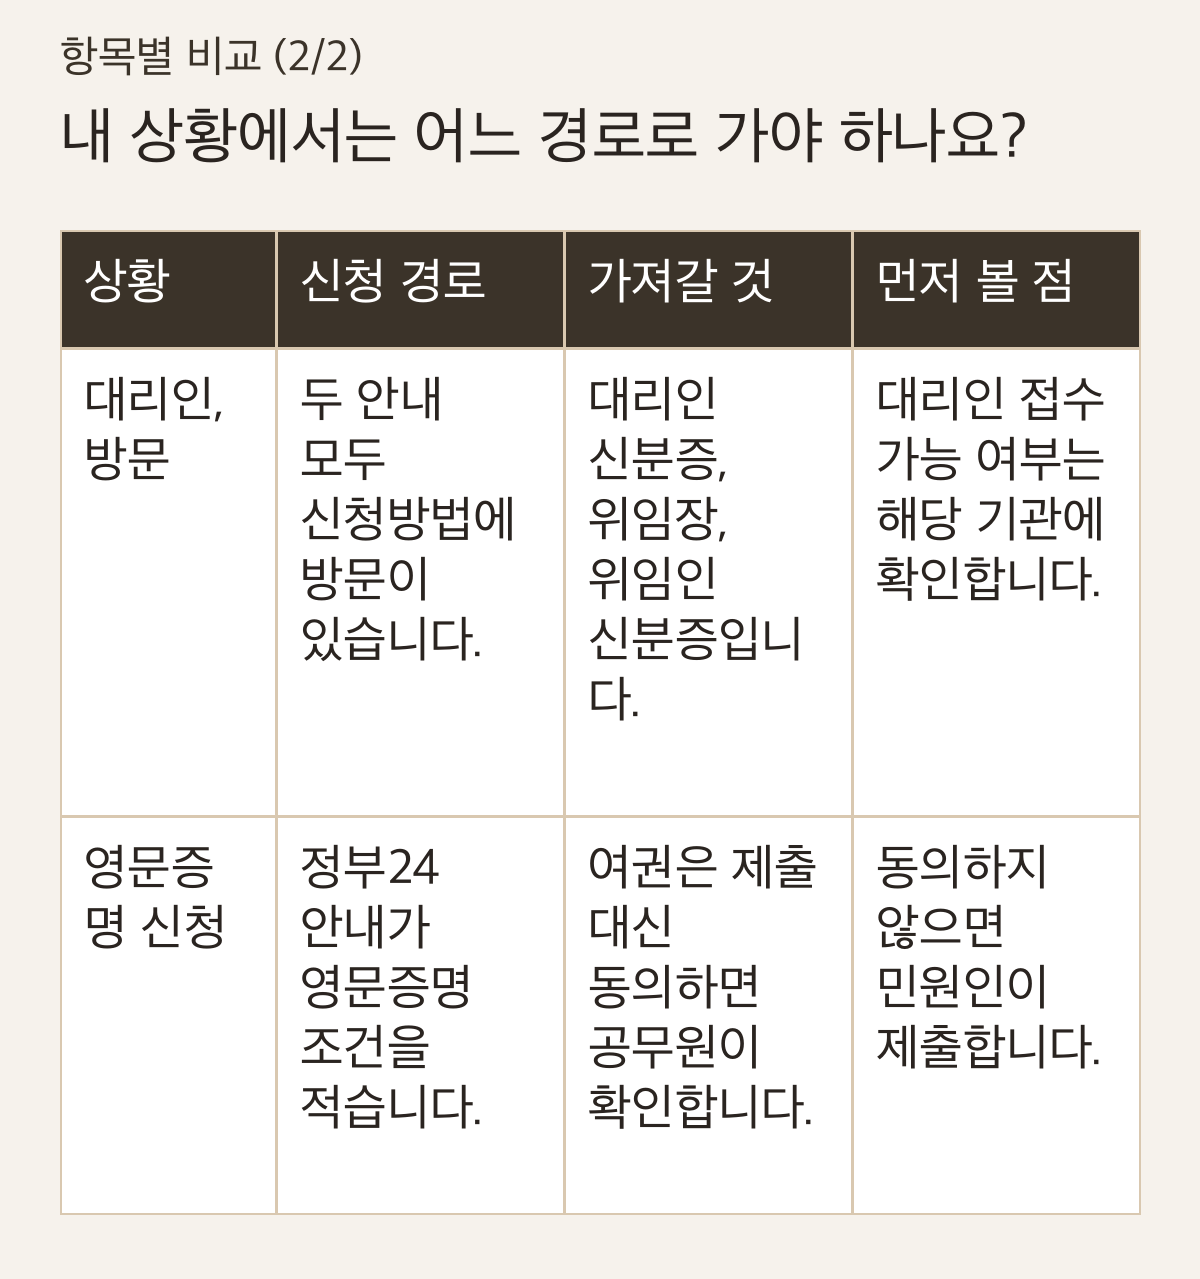 항목별 비교 (2/2)
내 상황에서는 어느 경로로 가야 하나요?
상황
신청 경로
가져갈 것
먼저 볼 점
대리인,
방문
두 안내
모두
신청방법에
방문이
있습니다.
대리인
신분증,
위임장,
위임인
신분증입니
다.
대리인 접수
가능 여부는
해당 기관에
확인합니다.
영문증
명 신청
정부24
안내가
영문증명
조건을
적습니다.
여권은 제출
대신
동의하면
공무원이
확인합니다.
동의하지
않으면
민원인이
제출합니다.